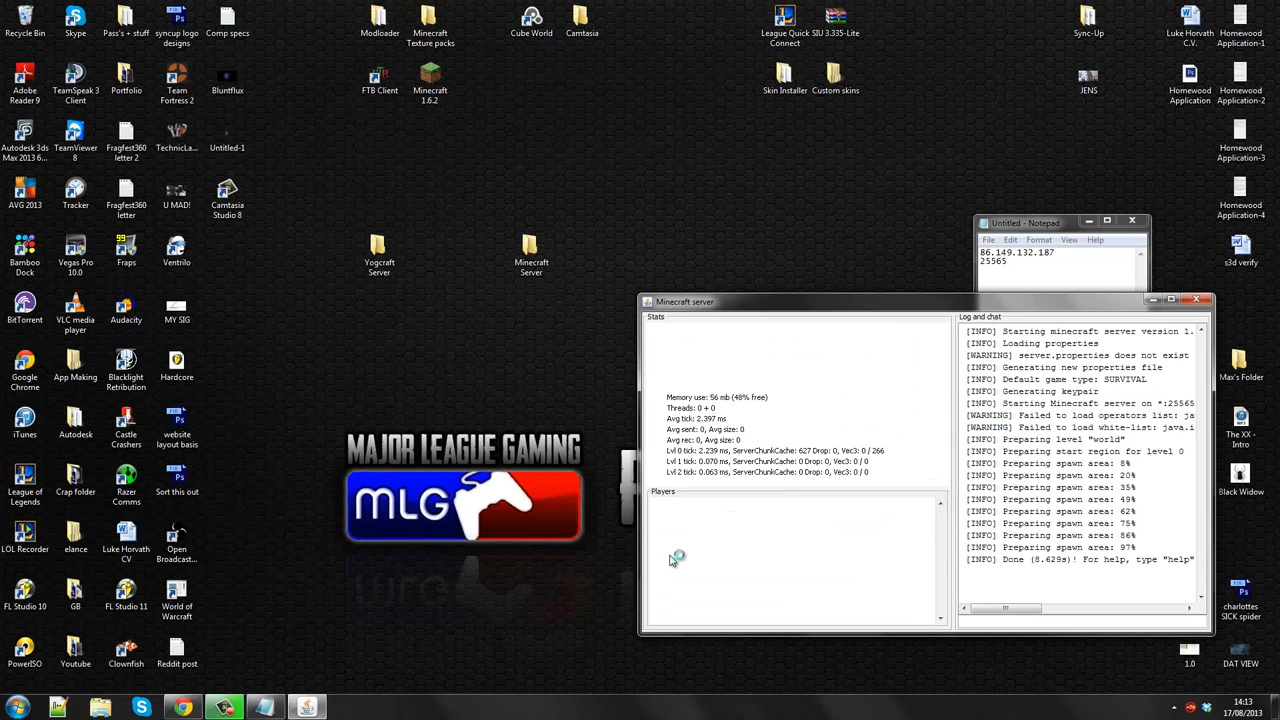 Recycle Bin
Skype
Pass's + stuff
syncup logo
designs
Comp specs
Modloader
Minecraft
Texture packs
Cube World
Camtasia
League Quick
Connect
SIU 3.335-Lite
Sync-Up
Luke Horvath
C.V.
Homewood
Application-1
Adobe
Reader 9
TeamSpeak 3
Client
Portfolio
Team
Fortress 2
Bluntflux
FTB Client
Minecraft
1.6.2
Skin Installer
Custom skins
JENS
Homewood
Application
Homewood
Application-2
Autodesk 3ds
Max 2013 6...
TeamViewer
8
Fragfest360
letter 2
TechnicLa...
Untitled-1
Homewood
Application-3
AVG 2013
Tracker
Fragfest360
letter
U MAD!
Camtasia
Studio 8
Homewood
Application-4
Bamboo
Dock
Vegas Pro
10.0
99
Fraps
Ventrilo
Yogcraft
Server
Minecraft
Server
s3d verify
Untitled - Notepad
File Edit Format View Help
86.149.132.187
25565
BitTorrent
VLC media
player
Audacity
MY SIG
Google
Chrome
App Making
Blacklight
Retribution
Hardcore
Max's Folder
iTunes
Autodesk
Castle
Crashers
website
layout basis
The XX -
Intro
League of
Legends
Crap folder
Razer
Comms
Sort this out
Black Widow
LOL Recorder
elance
Luke Horvath
CV
Open
Broadcast...
FL Studio 10
GB
FL Studio 11
World of
Warcraft
charlottes
SICK spider
PowerISO
Youtube
Clownfish
Reddit post
1.0
DAT VIEW
MAJOR LEAGUE GAMING
MLG
Minecraft server
Stats
Memory use: 56 mb (48% free)
Threads: 0 + 0
Avg tick: 2.397 ms
Avg sent: 0, Avg size: 0
Avg rec: 0, Avg size: 0
Lvl 0 tick: 2.239 ms, ServerChunkCache: 627 Drop: 0, Vec3: 0 / 266
Lvl 1 tick: 0.070 ms, ServerChunkCache: 0 Drop: 0, Vec3: 0 / 0
Lvl 2 tick: 0.063 ms, ServerChunkCache: 0 Drop: 0, Vec3: 0 / 0
Players
Log and chat
[INFO] Starting minecraft server version 1.
[INFO] Loading properties
[WARNING] server.properties does not exist
[INFO] Generating new properties file
[INFO] Default game type: SURVIVAL
[INFO] Generating keypair
[INFO] Starting Minecraft server on *:25565
[WARNING] Failed to load operators list: ja
[WARNING] Failed to load white-list: java.i
[INFO] Preparing level "world"
[INFO] Preparing start region for level 0
[INFO] Preparing spawn area: 8%
[INFO] Preparing spawn area: 20%
[INFO] Preparing spawn area: 35%
[INFO] Preparing spawn area: 49%
[INFO] Preparing spawn area: 62%
[INFO] Preparing spawn area: 75%
[INFO] Preparing spawn area: 86%
[INFO] Preparing spawn area: 97%
[INFO] Done (8.629s)! For help, type "help"
14:13
17/08/2013